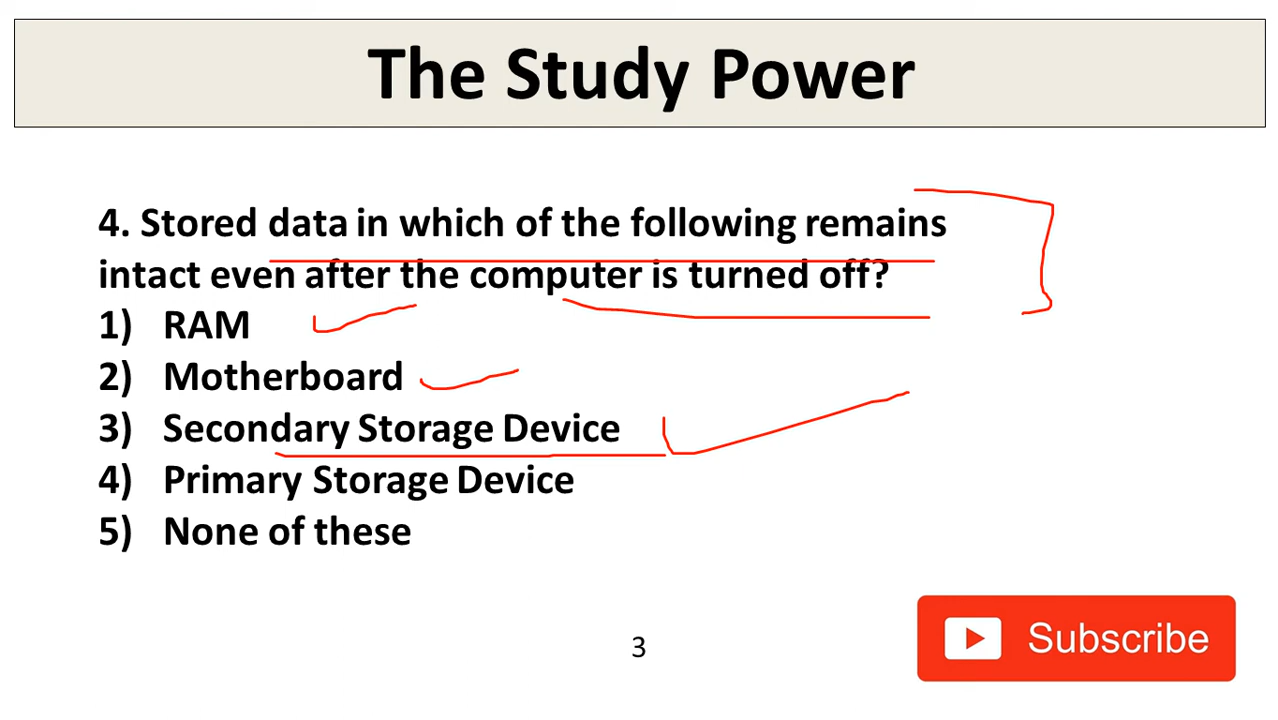 The Study Power
4. Stored data in which of the following remains
intact even after the computer is turned off?
1) RAM
2) Motherboard
3) Secondary Storage Device
4) Primary Storage Device
5) None of these
3
Subscribe